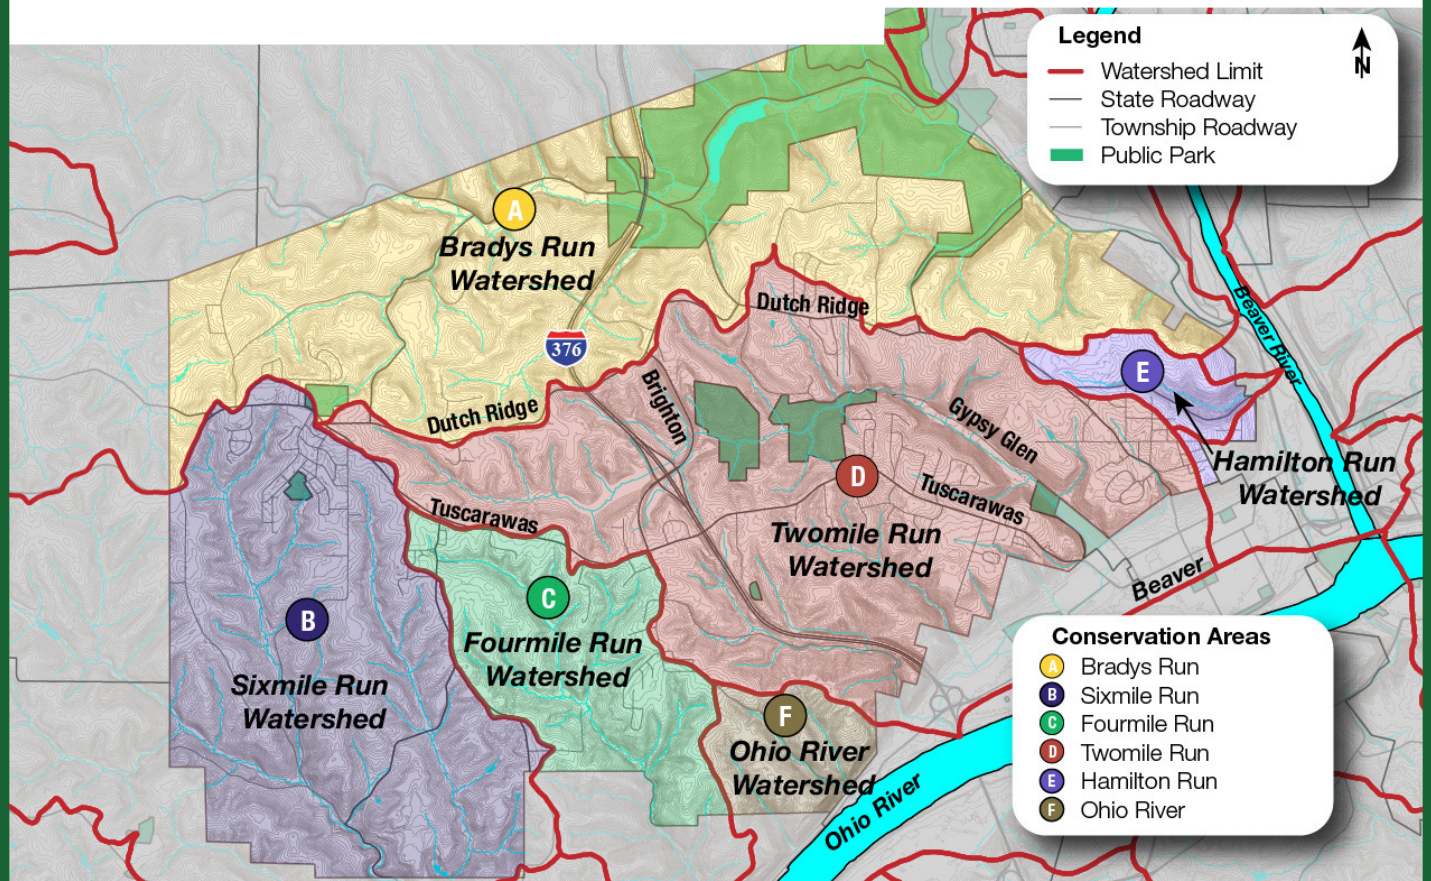 Legend
N
Watershed Limit
State Roadway
Township Roadway
Public Park
A
Bradys Run
Watershed
Beaver River
Dutch Ridge
376
E
Brighton
Dutch Ridge
Gypsy Glen
Hamilton Run
Watershed
D
Tuscarawas
Tuscarawas
Twomile Run
Watershed
Beaver
C
B
Fourmile Run
Watershed
Sixmile Run
Watershed
F
Ohio River
Watershed
Ohio River
Conservation Areas
A Bradys Run
B Sixmile Run
C Fourmile Run
D Twomile Run
E Hamilton Run
F Ohio River